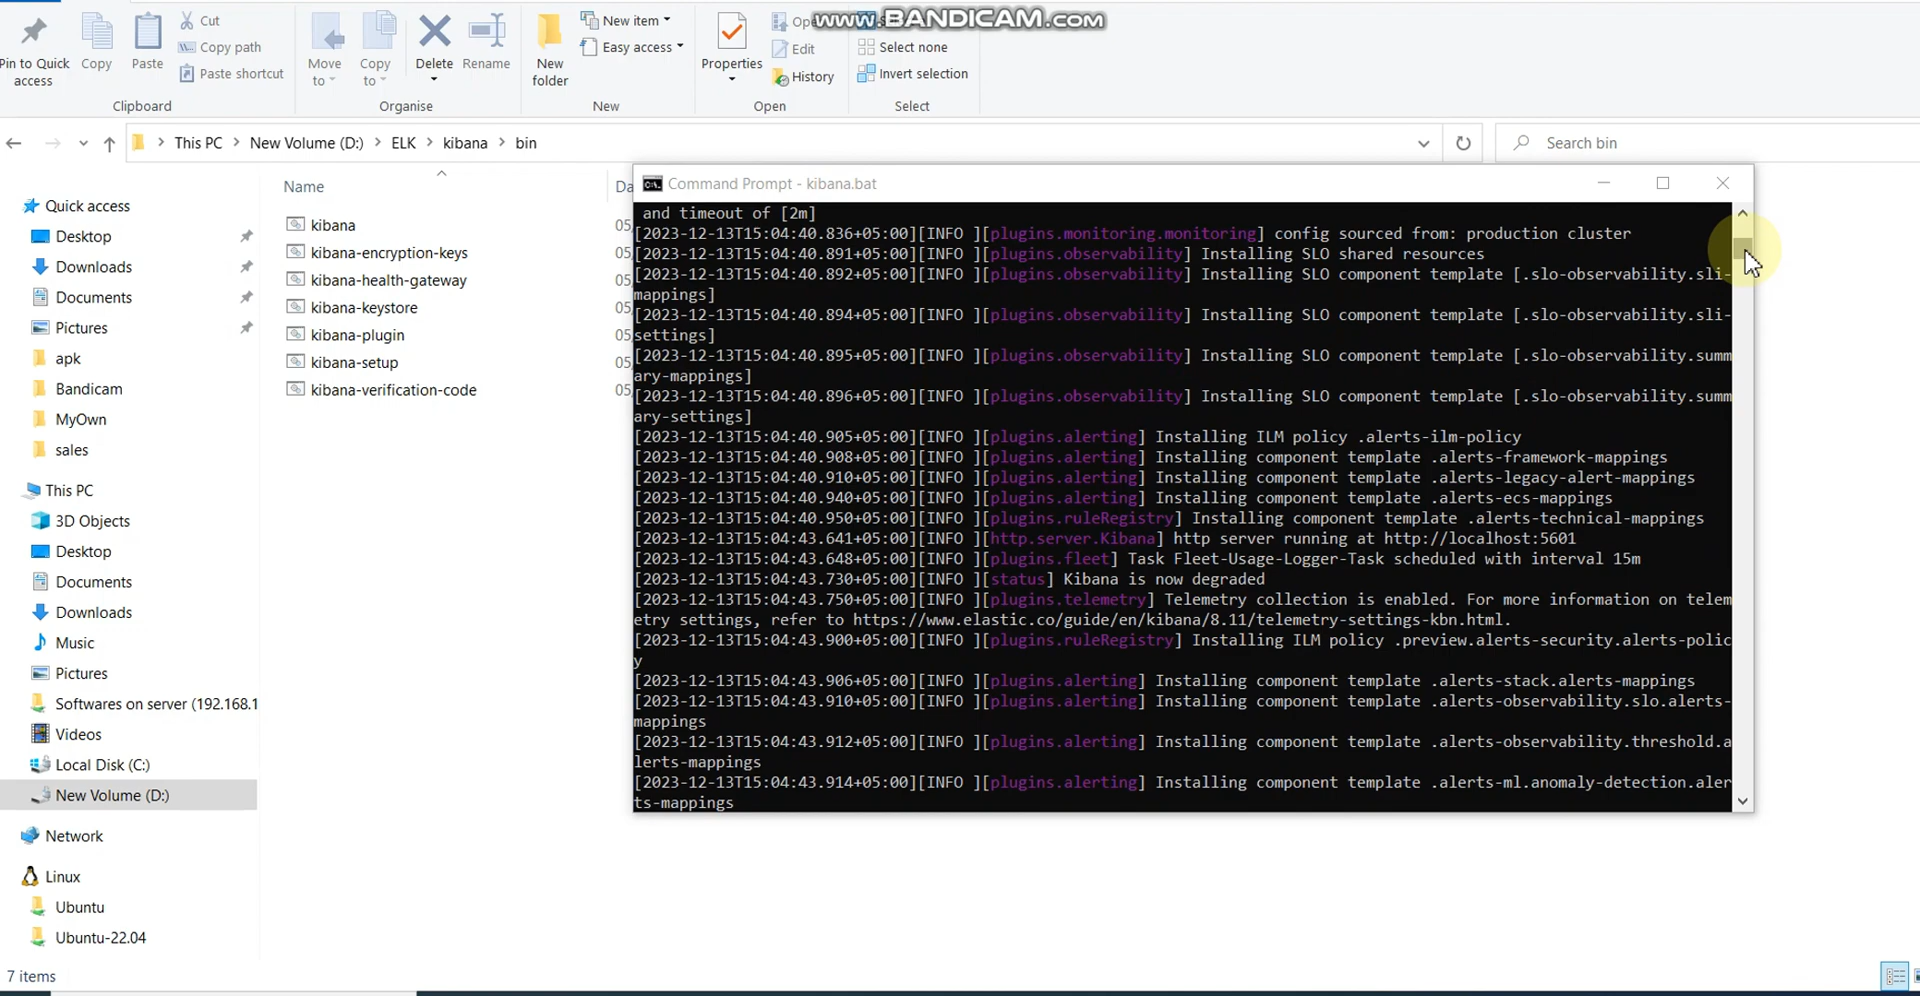 www.BANDICAM.com
Pin to Quick access
Copy
Paste
Cut
Copy path
Paste shortcut
Move to
Copy to
Delete
Rename
New folder
New item
Easy access
Properties
Edit
History
Select none
Invert selection
Clipboard
Organise
New
Open
Select
This PC
New Volume (D:)
ELK
kibana
bin
Search bin
Quick access
Desktop
Downloads
Documents
Pictures
apk
Bandicam
MyOwn
sales
This PC
3D Objects
Desktop
Documents
Downloads
Music
Pictures
Softwares on server (192.168.1
Videos
Local Disk (C:)
New Volume (D:)
Network
Linux
Ubuntu
Ubuntu-22.04
7 items
Name
kibana
kibana-encryption-keys
kibana-health-gateway
kibana-keystore
kibana-plugin
kibana-setup
kibana-verification-code
Da
05
05
05
05
05
05
05
Command Prompt - kibana.bat
and timeout of [2m]
[2023-12-13T15:04:40.836+05:00][INFO ][plugins.monitoring.monitoring] config sourced from: production cluster
[2023-12-13T15:04:40.891+05:00][INFO ][plugins.observability] Installing SLO shared resources
[2023-12-13T15:04:40.892+05:00][INFO ][plugins.observability] Installing SLO component template [.slo-observability.sli-
mappings]
[2023-12-13T15:04:40.894+05:00][INFO ][plugins.observability] Installing SLO component template [.slo-observability.sli-
settings]
[2023-12-13T15:04:40.895+05:00][INFO ][plugins.observability] Installing SLO component template [.slo-observability.summ
ary-mappings]
[2023-12-13T15:04:40.896+05:00][INFO ][plugins.observability] Installing SLO component template [.slo-observability.summ
ary-settings]
[2023-12-13T15:04:40.905+05:00][INFO ][plugins.alerting] Installing ILM policy .alerts-ilm-policy
[2023-12-13T15:04:40.908+05:00][INFO ][plugins.alerting] Installing component template .alerts-framework-mappings
[2023-12-13T15:04:40.910+05:00][INFO ][plugins.alerting] Installing component template .alerts-legacy-alert-mappings
[2023-12-13T15:04:40.940+05:00][INFO ][plugins.alerting] Installing component template .alerts-ecs-mappings
[2023-12-13T15:04:40.950+05:00][INFO ][plugins.ruleRegistry] Installing component template .alerts-technical-mappings
[2023-12-13T15:04:43.641+05:00][INFO ][http.server.Kibana] http server running at http://localhost:5601
[2023-12-13T15:04:43.648+05:00][INFO ][plugins.fleet] Task Fleet-Usage-Logger-Task scheduled with interval 15m
[2023-12-13T15:04:43.730+05:00][INFO ][status] Kibana is now degraded
[2023-12-13T15:04:43.750+05:00][INFO ][plugins.telemetry] Telemetry collection is enabled. For more information on telem
etry settings, refer to https://www.elastic.co/guide/en/kibana/8.11/telemetry-settings-kbn.html.
[2023-12-13T15:04:43.900+05:00][INFO ][plugins.ruleRegistry] Installing ILM policy .preview.alerts-security.alerts-polic
y
[2023-12-13T15:04:43.906+05:00][INFO ][plugins.alerting] Installing component template .alerts-stack.alerts-mappings
[2023-12-13T15:04:43.910+05:00][INFO ][plugins.alerting] Installing component template .alerts-observability.slo.alerts-
mappings
[2023-12-13T15:04:43.912+05:00][INFO ][plugins.alerting] Installing component template .alerts-observability.threshold.a
lerts-mappings
[2023-12-13T15:04:43.914+05:00][INFO ][plugins.alerting] Installing component template .alerts-ml.anomaly-detection.aler
ts-mappings